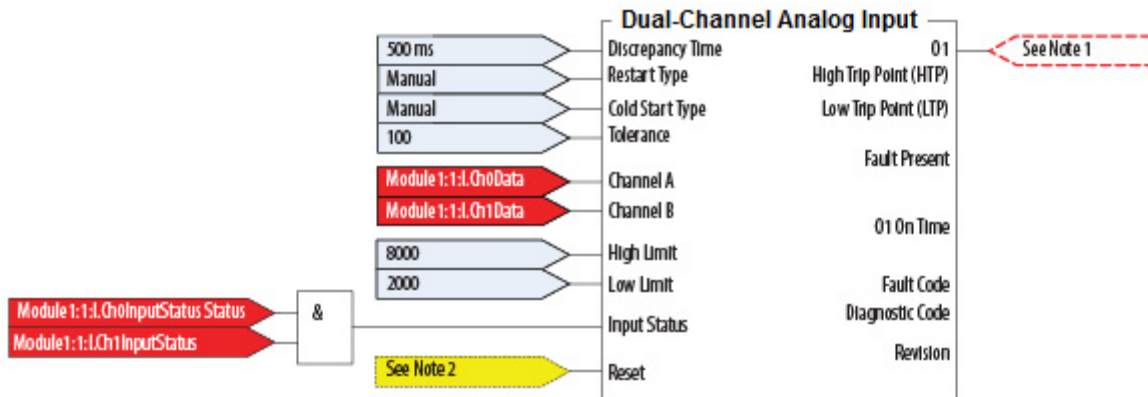 Dual-Channel Analog Input
500 ms
Discrepancy Time
O1
See Note 1
Manual
Restart Type
High Trip Point (HTP)
Manual
Cold Start Type
Low Trip Point (LTP)
100
Tolerance
Fault Present
Module1:1:I.Ch0Data
Channel A
Module1:1:I.Ch1Data
Channel B
O1 On Time
8000
High Limit
2000
Low Limit
Fault Code
Module1:1:I.Ch0InputStatus Status
&
Diagnostic Code
Input Status
Module1:1:I.Ch1InputStatus
Revision
See Note 2
Reset